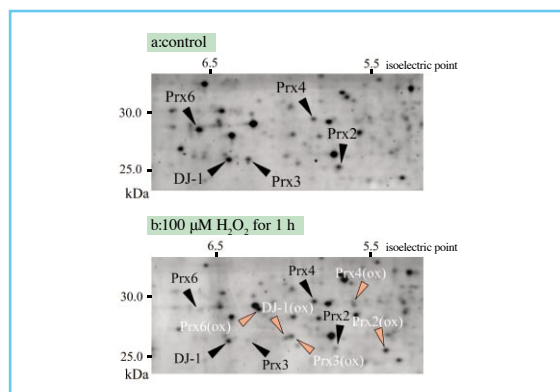 a:control
6.5 5.5 isoelectric point
Prx4
Prx6
30.0
Prx2
25.0
DJ-1
Prx3
kDa
b:100 µM H₂O₂ for 1 h
6.5 5.5 isoelectric point
Prx4
Prx4(ox)
Prx6
30.0
DJ-1(ox)
Prx2
Prx2(ox)
Prx6(ox)
25.0
DJ-1
Prx3
Prx3(ox)
kDa